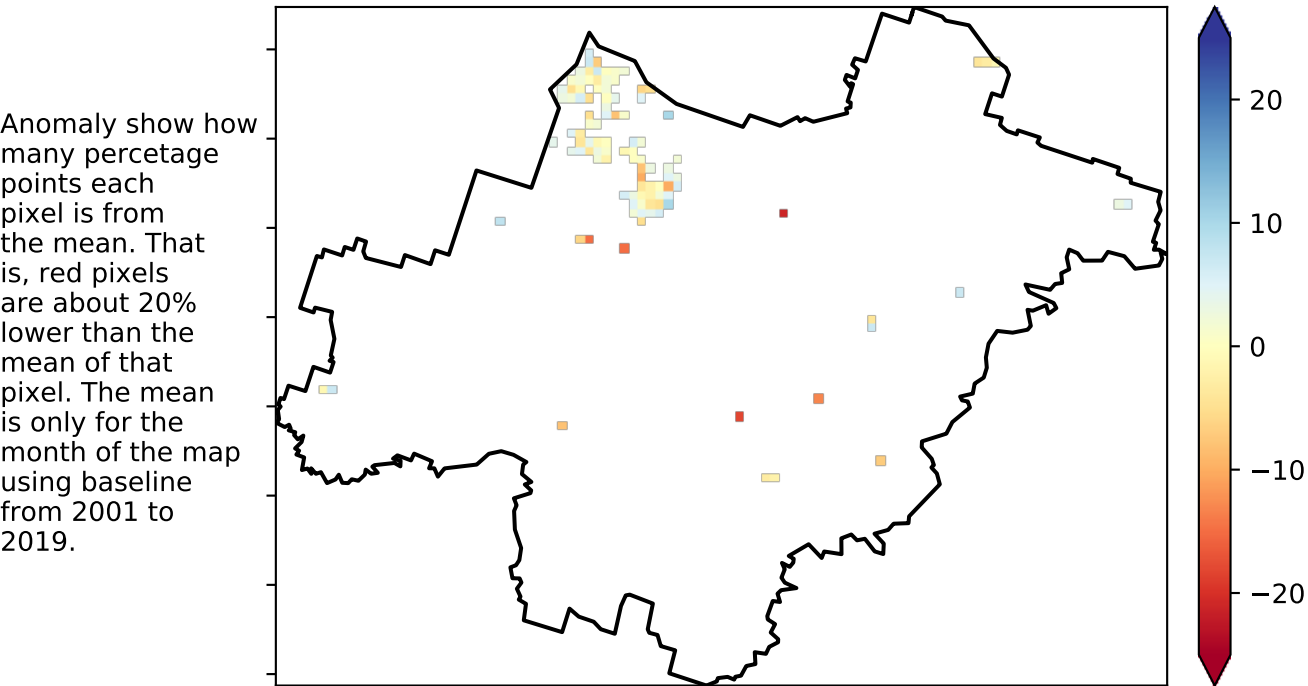 Anomaly show how
many percetage
points each
pixel is from
the mean. That
is, red pixels
are about 20%
lower than the
mean of that
pixel. The mean
is only for the
month of the map
using baseline
from 2001 to
2019.
20
10
0
−10
−20